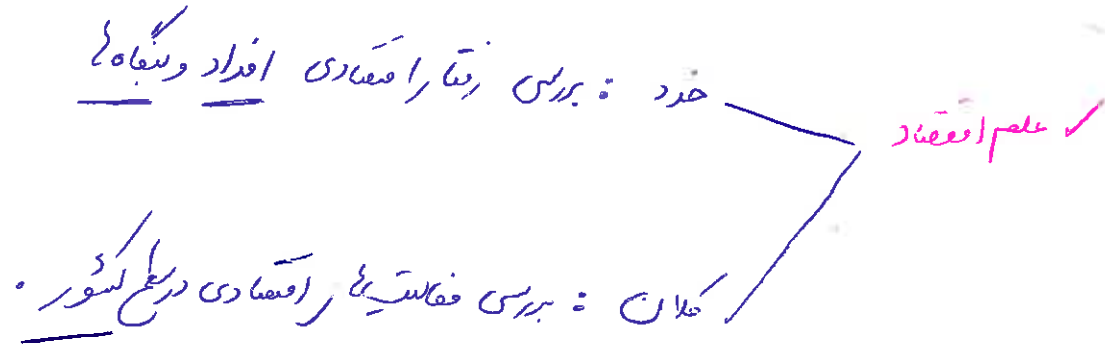 ✓ علم اقتصاد
خرد : بررسی رفتار اقتصادی افراد و بنگاه ها
کلان : بررسی فعالیت های اقتصادی در سطح کشور .